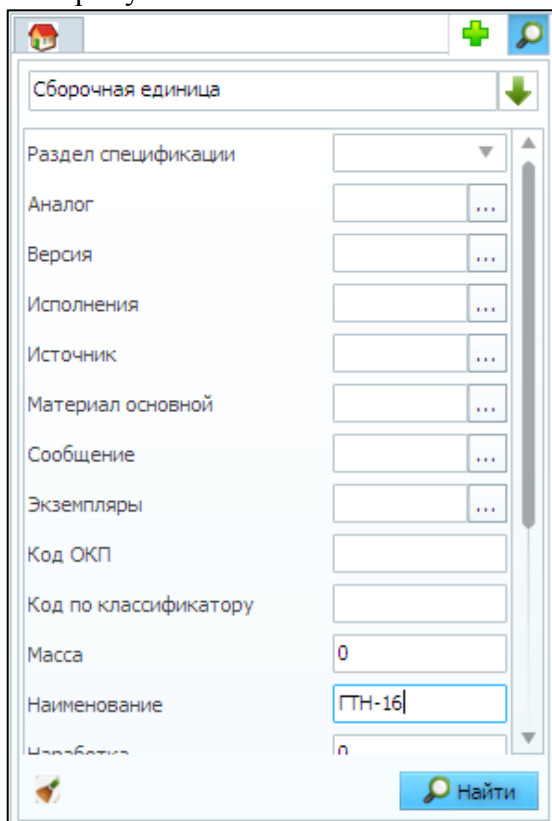 Сборочная единица
Раздел спецификации
Аналог ...
Версия ...
Исполнения ...
Источник ...
Материал основной ...
Сообщение ...
Экземпляры ...
Код ОКП
Код по классификатору
Масса 0
Наименование ГТН-16
Наработка 0
Найти